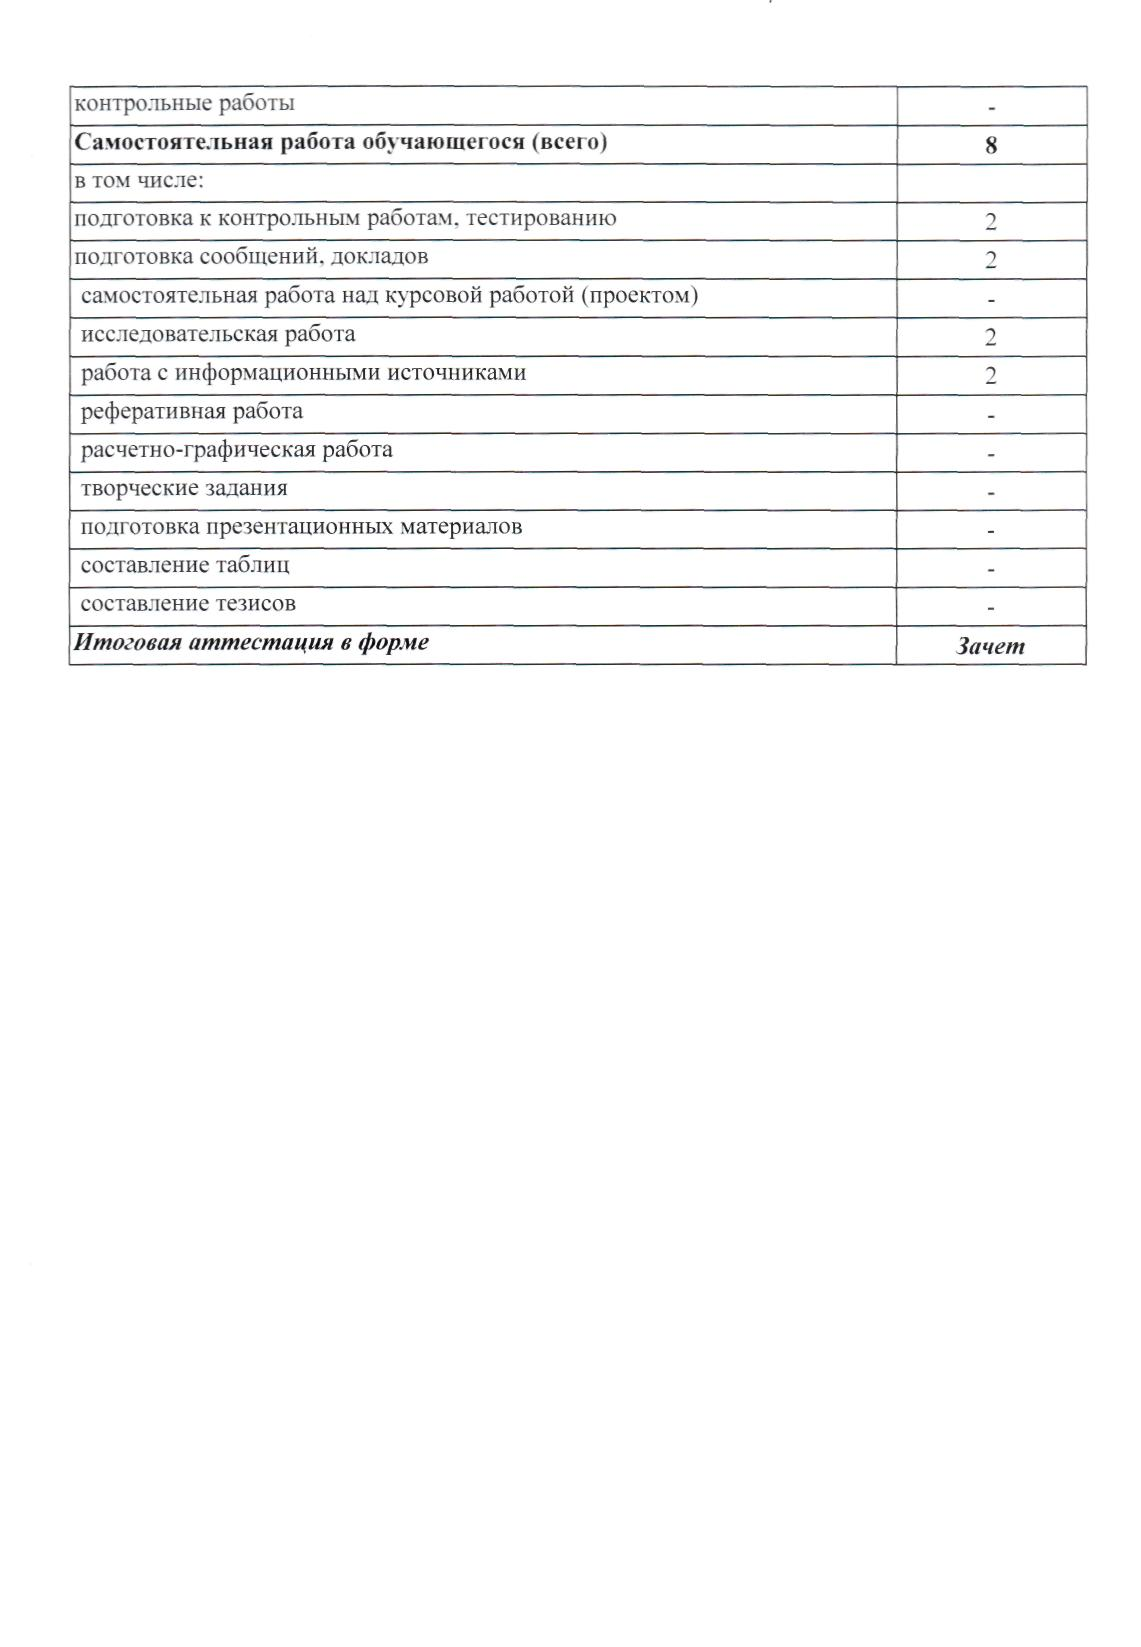 контрольные работы -
Самостоятельная работа обучающегося (всего) 8
в том числе:
подготовка к контрольным работам, тестированию 2
подготовка сообщений, докладов 2
самостоятельная работа над курсовой работой (проектом) -
исследовательская работа 2
работа с информационными источниками 2
реферативная работа -
расчетно-графическая работа -
творческие задания -
подготовка презентационных материалов -
составление таблиц -
составление тезисов -
Итоговая аттестация в форме Зачет